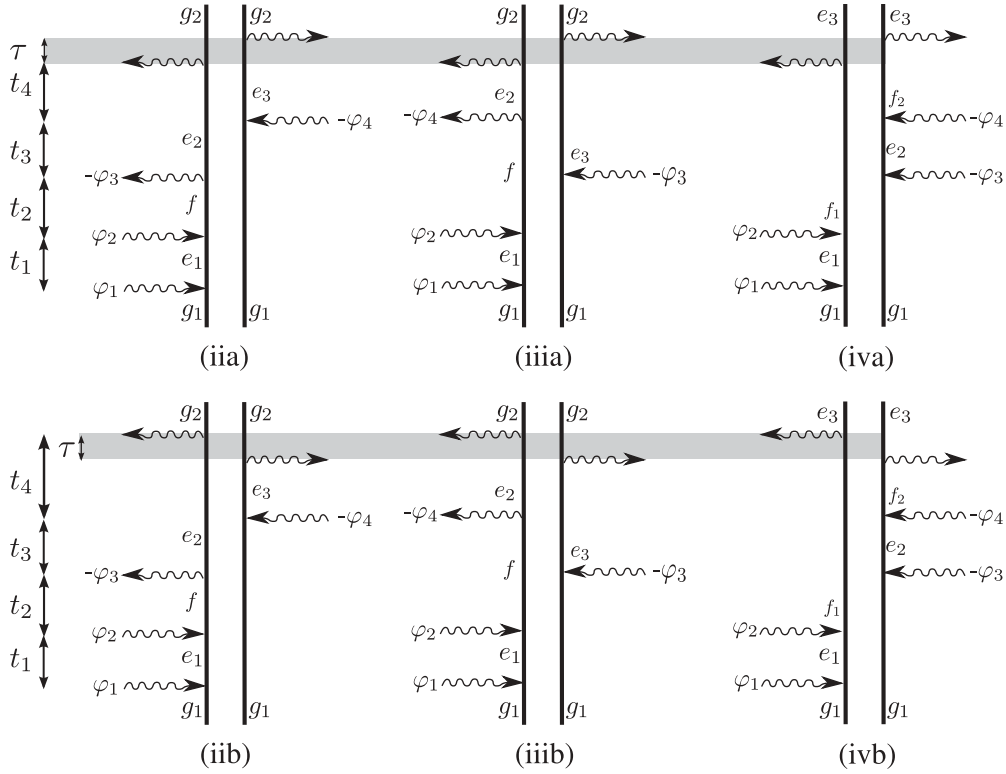 g₂ g₂ g₂ g₂ e₃ e₃
τ
t₄
e₃ e₂ f₂
-φ₄ -φ₄ -φ₄
t₃
e₂ f e₃ e₂
-φ₃ -φ₃ -φ₃
t₂
f f₁
φ₂ φ₂ φ₂
t₁
e₁ e₁ e₁
φ₁ φ₁ φ₁
g₁ g₁ g₁ g₁ g₁ g₁
(iia) (iiia) (iva)
g₂ g₂ g₂ g₂ e₃ e₃
τ
t₄
e₃ e₂ f₂
-φ₄ -φ₄ -φ₄
t₃
e₂ f e₃ e₂
-φ₃ -φ₃ -φ₃
t₂
f f₁
φ₂ φ₂ φ₂
t₁
e₁ e₁ e₁
φ₁ φ₁ φ₁
g₁ g₁ g₁ g₁ g₁ g₁
(iib) (iiib) (ivb)